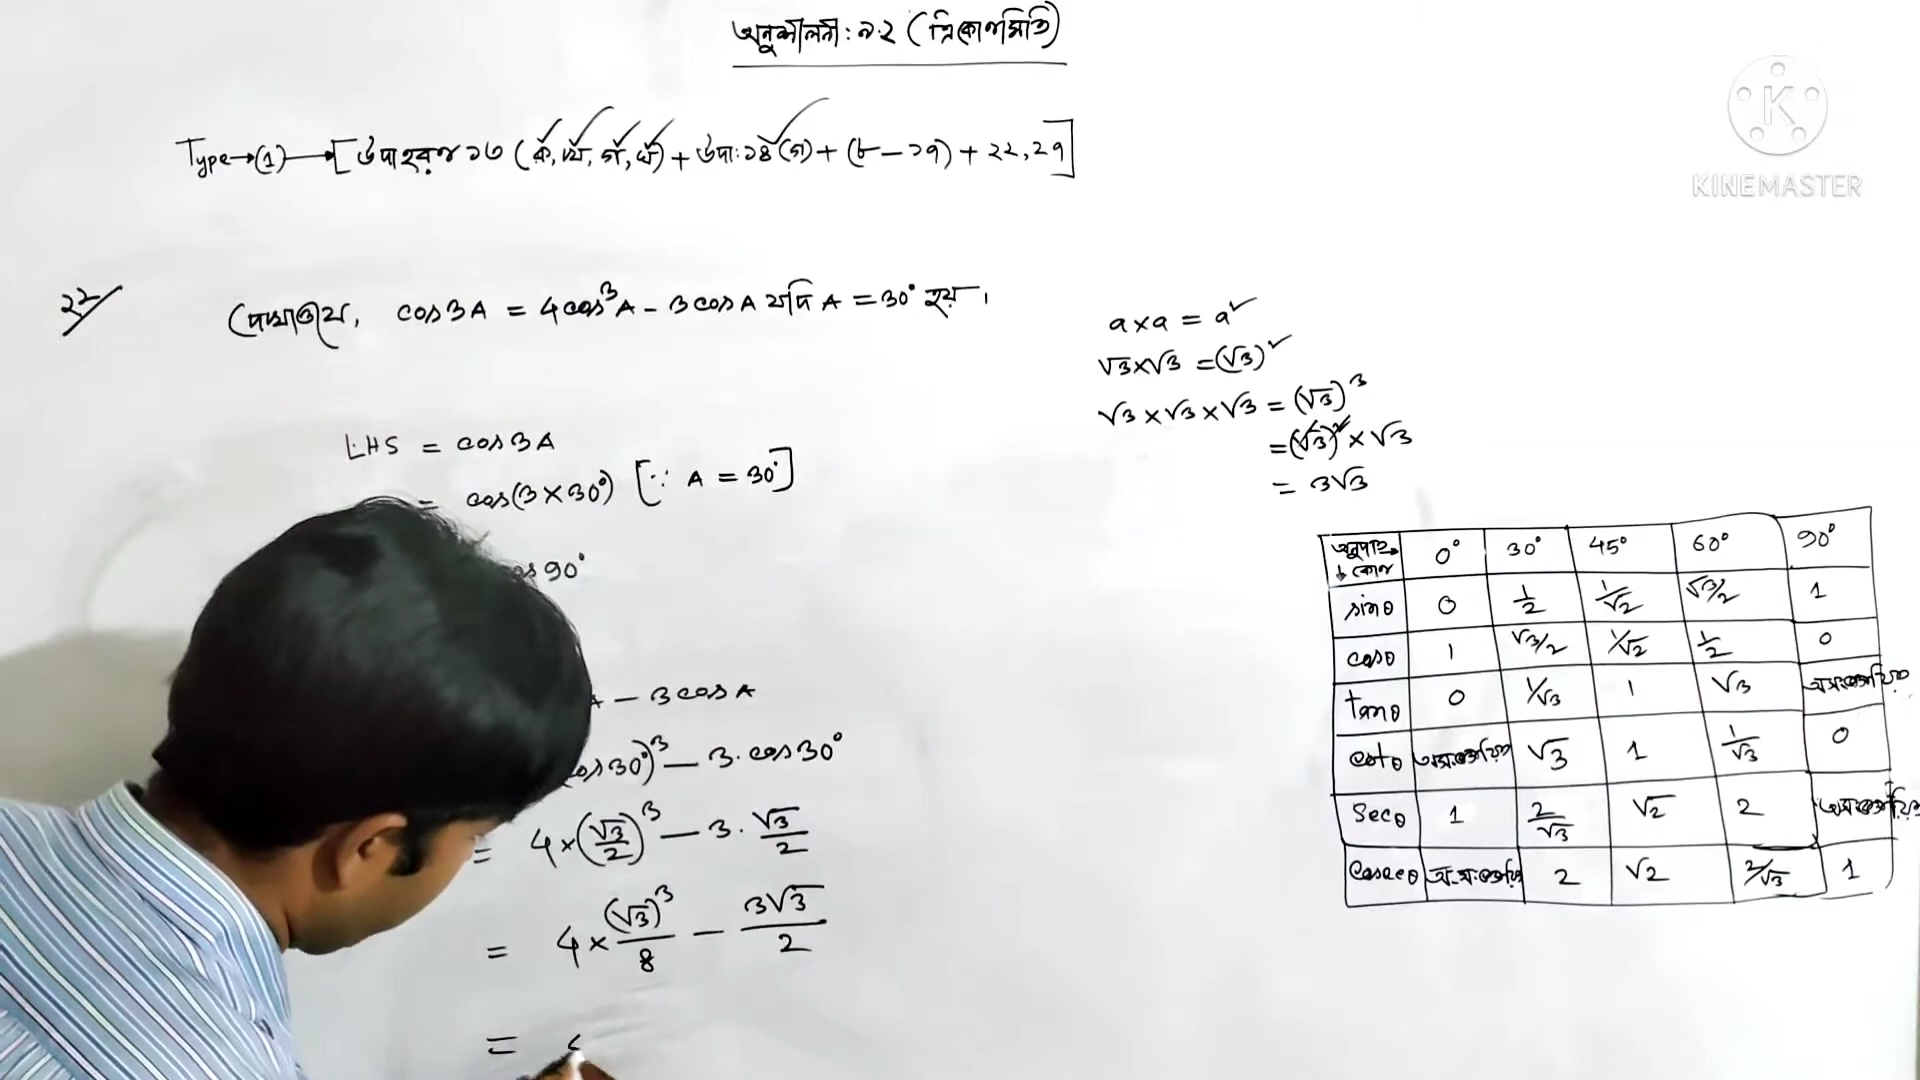 অনুশীলনী: ৯.২ (ত্রিকোণমিতি)
Type→(1)→[উদাহরণ ১৩ (ক, খ, গ, ঘ) + উদা: ১৪ (গ) + (৮ – ১৭) + ২২, ২৭]
KINEMASTER
২২/ দেখাও যে, cos3A = 4cos³A - 3cosA যদি A = 30° হয়।
a×a = a²
√3×√3 = (√3)²
√3×√3×√3 = (√3)³
= (√3)²×√3
= 3√3
LHS = cos3A
= cos(3×30°) [∵ A = 30°]
90°
A - 3cosA
30°)³ - 3.cos30°
= 4×(√3/2)³ - 3.√3/2
= 4×(√3)³/8 - 3√3/2
=
অনুপাত→ ↓কোণ 0° 30° 45° 60° 90°
sinθ 0 1/2 1/√2 √3/2 1
cosθ 1 √3/2 1/√2 1/2 0
tanθ 0 1/√3 1 √3 অসংজ্ঞায়িত
cotθ অসংজ্ঞায়িত √3 1 1/√3 0
secθ 1 2/√3 √2 2 অসংজ্ঞায়িত
cosecθ অসংজ্ঞায়িত 2 √2 2/√3 1